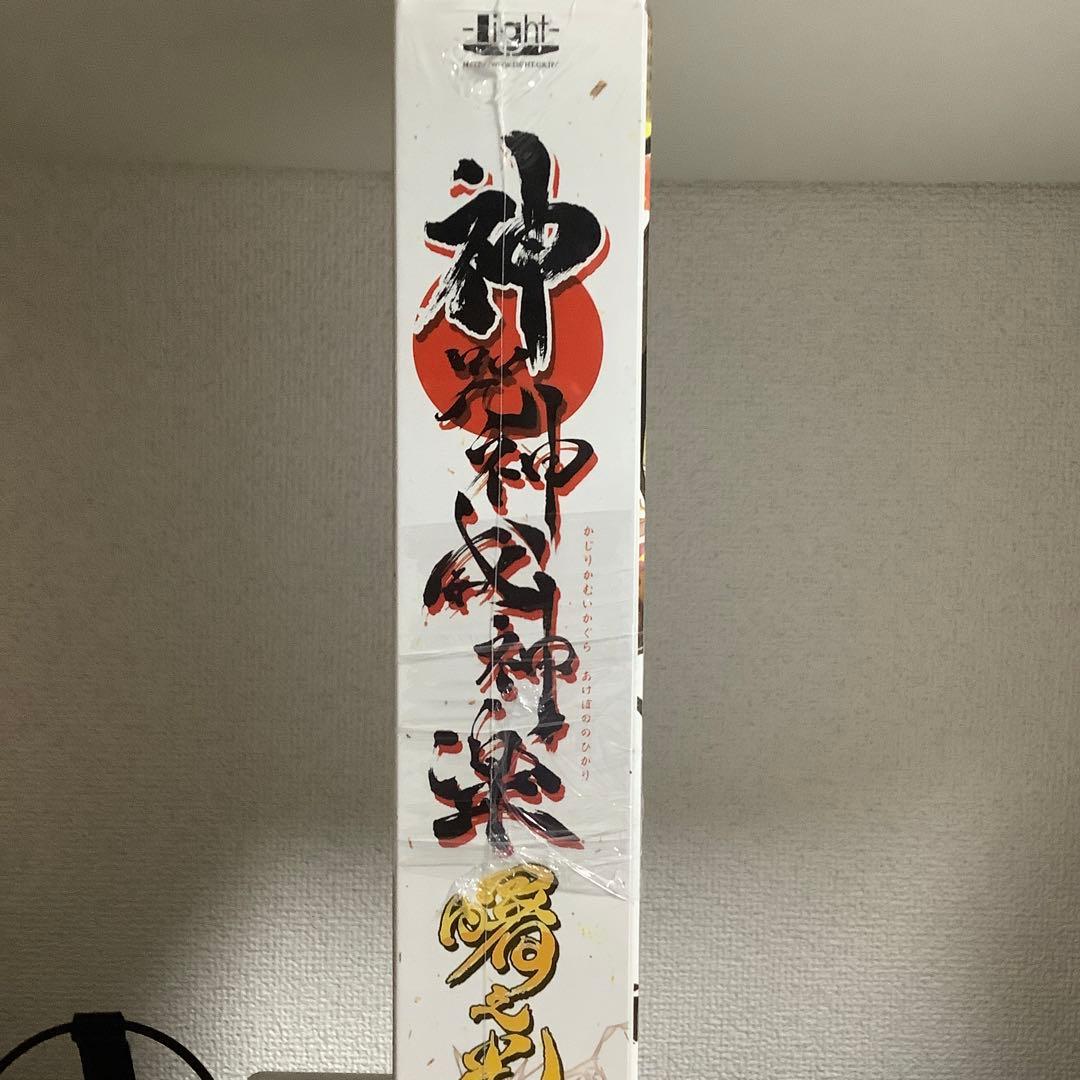 -light-
神咒神威神楽
かじりかむいかぐら あけぼののひかり
曙之光